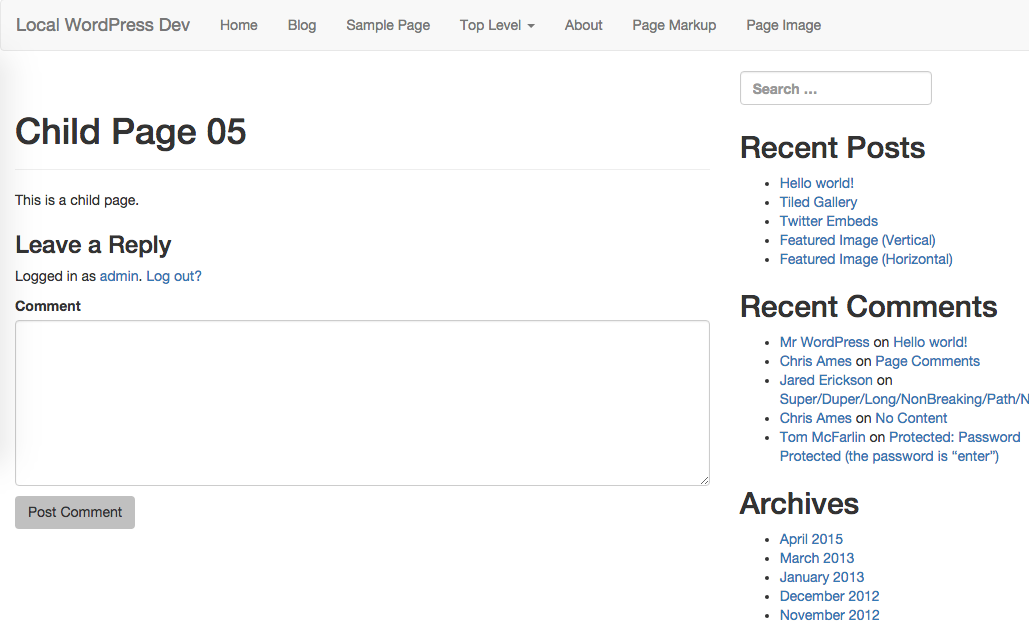 Local WordPress Dev Home Blog Sample Page Top Level About Page Markup Page Image
Child Page 05
This is a child page.
Leave a Reply
Logged in as admin. Log out?
Comment
Post Comment
Search ...
Recent Posts
Hello world!
Tiled Gallery
Twitter Embeds
Featured Image (Vertical)
Featured Image (Horizontal)
Recent Comments
Mr WordPress on Hello world!
Chris Ames on Page Comments
Jared Erickson on
Super/Duper/Long/NonBreaking/Path/N
Chris Ames on No Content
Tom McFarlin on Protected: Password
Protected (the password is “enter”)
Archives
April 2015
March 2013
January 2013
December 2012
November 2012